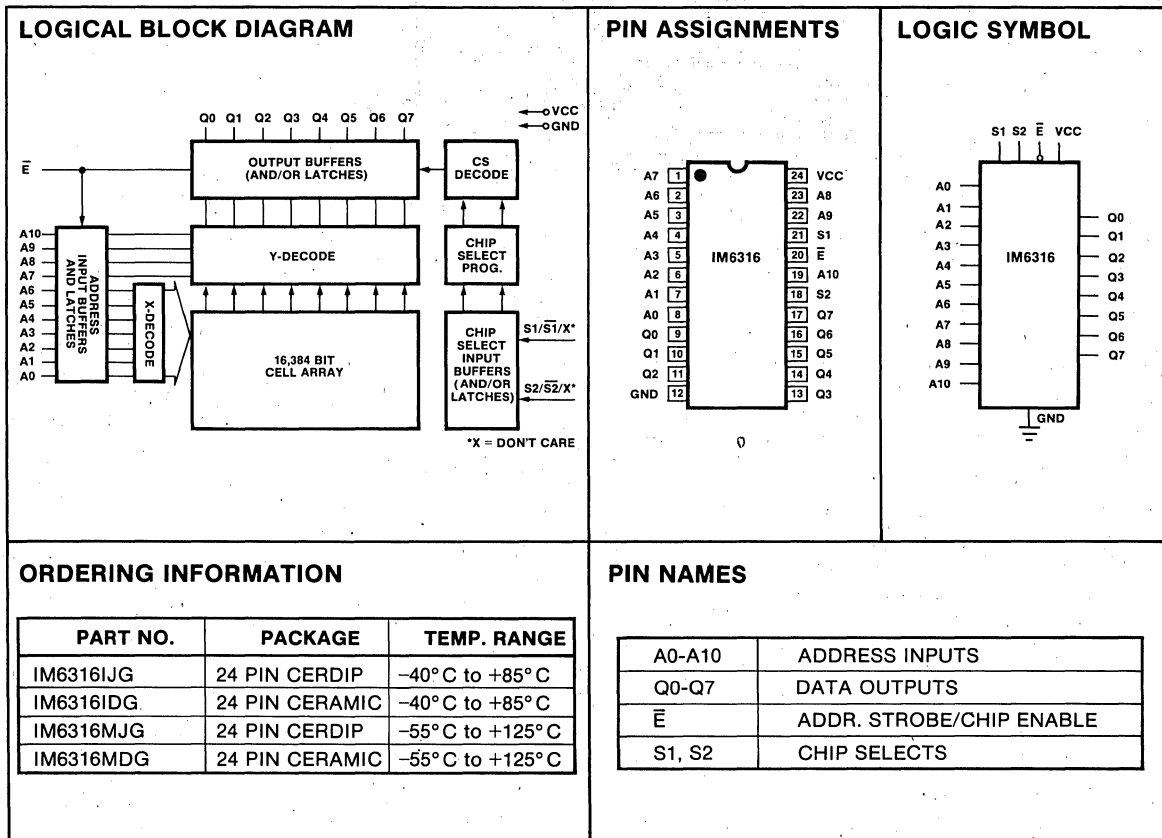 LOGICAL BLOCK DIAGRAM
Q0 Q1 Q2 Q3 Q4 Q5 Q6 Q7
VCC
GND
E̅
OUTPUT BUFFERS
(AND/OR LATCHES)
CS
DECODE
A10
A9
A8
A7
A6
A5
A4
A3
A2
A1
A0
ADDRESS
INPUT BUFFERS
AND LATCHES
X-DECODE
Y-DECODE
CHIP
SELECT
PROG.
16,384 BIT
CELL ARRAY
CHIP
SELECT
INPUT
BUFFERS
(AND/OR
LATCHES)
S1/S̅1̅/X*
S2/S̅2̅/X*
*X = DON'T CARE
PIN ASSIGNMENTS
A7 1 24 VCC
A6 2 23 A8
A5 3 22 A9
A4 4 21 S1
A3 5 IM6316 20 E̅
A2 6 19 A10
A1 7 18 S2
A0 8 17 Q7
Q0 9 16 Q6
Q1 10 15 Q5
Q2 11 14 Q4
GND 12 13 Q3
LOGIC SYMBOL
S1 S2 E̅ VCC
A0
A1
A2
A3
A4
A5
A6
A7
A8
A9
A10
IM6316
Q0
Q1
Q2
Q3
Q4
Q5
Q6
Q7
GND
ORDERING INFORMATION
PART NO. PACKAGE TEMP. RANGE
IM6316IJG 24 PIN CERDIP −40°C to +85°C
IM6316IDG 24 PIN CERAMIC −40°C to +85°C
IM6316MJG 24 PIN CERDIP −55°C to +125°C
IM6316MDG 24 PIN CERAMIC −55°C to +125°C
PIN NAMES
A0-A10 ADDRESS INPUTS
Q0-Q7 DATA OUTPUTS
E̅ ADDR. STROBE/CHIP ENABLE
S1, S2 CHIP SELECTS